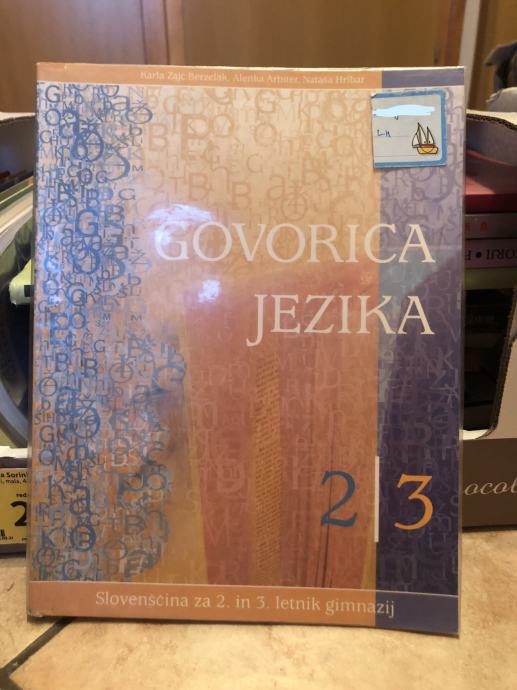 Karla Zajc Berzelak, Alenka Arbiter, Nataša Hribar
GOVORICA
JEZIKA
2 3
Slovenščina za 2. in 3. letnik gimnazij